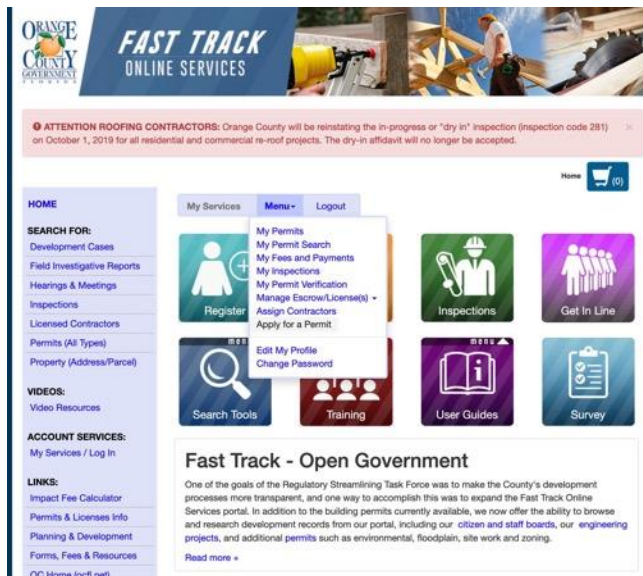 ORANGE
COUNTY
GOVERNMENT
FLORIDA
FAST TRACK
ONLINE SERVICES
ATTENTION ROOFING CONTRACTORS: Orange County will be reinstating the in-progress or "dry in" inspection (inspection code 281)
on October 1, 2019 for all residential and commercial re-roof projects. The dry-in affidavit will no longer be accepted.
×
Home
(0)
HOME
SEARCH FOR:
Development Cases
Field Investigative Reports
Hearings & Meetings
Inspections
Licensed Contractors
Permits (All Types)
Property (Address/Parcel)
VIDEOS:
Video Resources
ACCOUNT SERVICES:
My Services / Log In
LINKS:
Impact Fee Calculator
Permits & Licenses Info
Planning & Development
Forms, Fees & Resources
OC Home (ocfl.net)
My Services
Menu
Logout
My Permits
My Permit Search
My Fees and Payments
My Inspections
My Permit Verification
Manage Escrow/License(s)
Assign Contractors
Apply for a Permit
Edit My Profile
Change Password
Register
Inspections
Get In Line
menu
menu
Search Tools
Training
User Guides
Survey
Fast Track - Open Government
One of the goals of the Regulatory Streamlining Task Force was to make the County's development
processes more transparent, and one way to accomplish this was to expand the Fast Track Online
Services portal. In addition to the building permits currently available, we now offer the ability to browse
and research development records from our portal, including our citizen and staff boards, our engineering
projects, and additional permits such as environmental, floodplain, site work and zoning.
Read more »